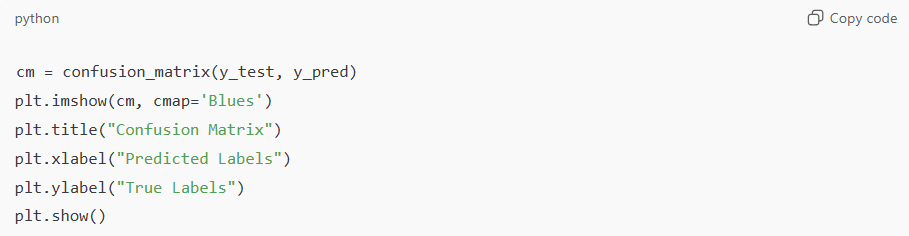 python
Copy code
cm = confusion_matrix(y_test, y_pred)
plt.imshow(cm, cmap='Blues')
plt.title("Confusion Matrix")
plt.xlabel("Predicted Labels")
plt.ylabel("True Labels")
plt.show()